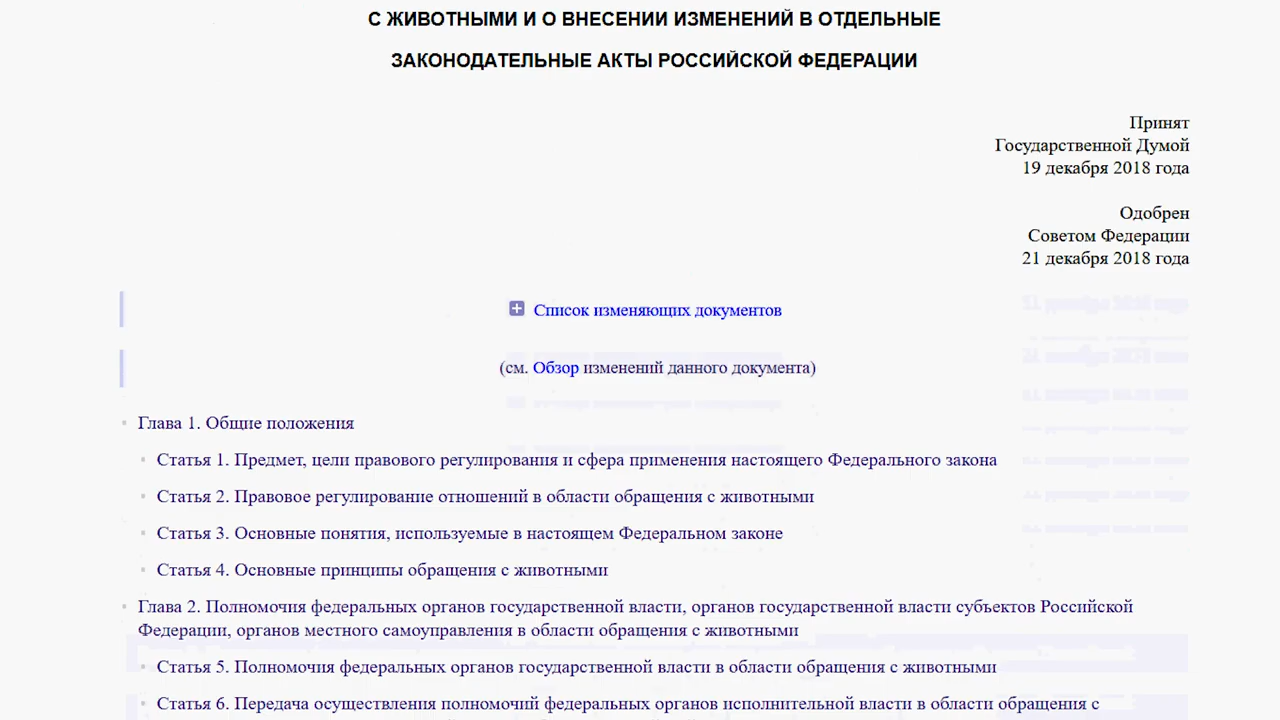 С ЖИВОТНЫМИ И О ВНЕСЕНИИ ИЗМЕНЕНИЙ В ОТДЕЛЬНЫЕ
ЗАКОНОДАТЕЛЬНЫЕ АКТЫ РОССИЙСКОЙ ФЕДЕРАЦИИ
Принят
Государственной Думой
19 декабря 2018 года
Одобрен
Советом Федерации
21 декабря 2018 года
Список изменяющих документов
(см. Обзор изменений данного документа)
Глава 1. Общие положения
Статья 1. Предмет, цели правового регулирования и сфера применения настоящего Федерального закона
Статья 2. Правовое регулирование отношений в области обращения с животными
Статья 3. Основные понятия, используемые в настоящем Федеральном законе
Статья 4. Основные принципы обращения с животными
Глава 2. Полномочия федеральных органов государственной власти, органов государственной власти субъектов Российской
Федерации, органов местного самоуправления в области обращения с животными
Статья 5. Полномочия федеральных органов государственной власти в области обращения с животными
Статья 6. Передача осуществления полномочий федеральных органов исполнительной власти в области обращения с